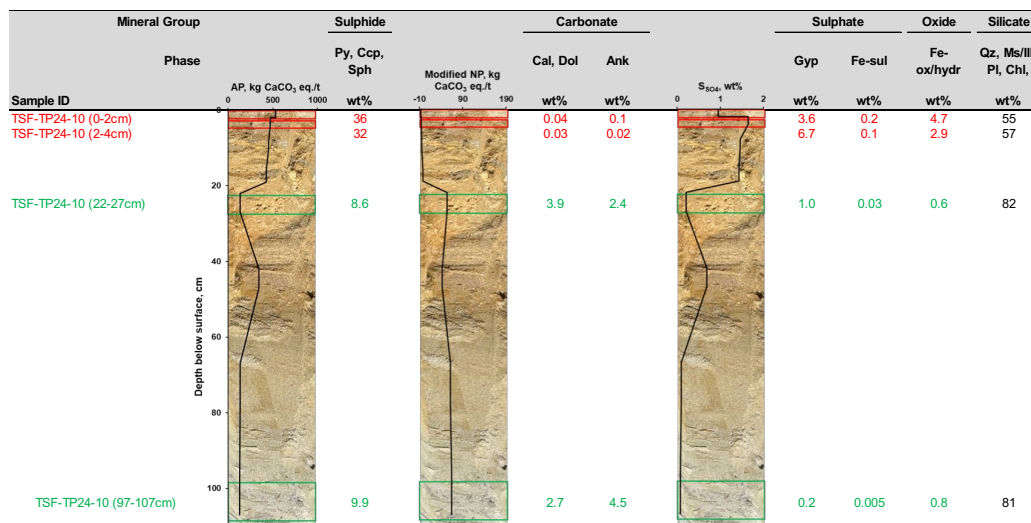 Mineral Group Sulphide Carbonate Sulphate Oxide Silicate
Phase Py, Ccp, Sph Cal, Dol Ank Gyp Fe-sul Fe-ox/hydr Qz, Ms/Ill Pl, Chl,
AP, kg CaCO3 eq./t Modified NP, kg CaCO3 eq./t SSO4, wt%
Sample ID wt% wt% wt% wt% wt% wt% wt%
0 500 1000 -10 90 190 0 1 2
0
TSF-TP24-10 (0-2cm) 36 0.04 0.1 3.6 0.2 4.7 55
TSF-TP24-10 (2-4cm) 32 0.03 0.02 6.7 0.1 2.9 57
20
TSF-TP24-10 (22-27cm) 8.6 3.9 2.4 1.0 0.03 0.6 82
40
Depth below surface, cm
60
80
100
TSF-TP24-10 (97-107cm) 9.9 2.7 4.5 0.2 0.005 0.8 81